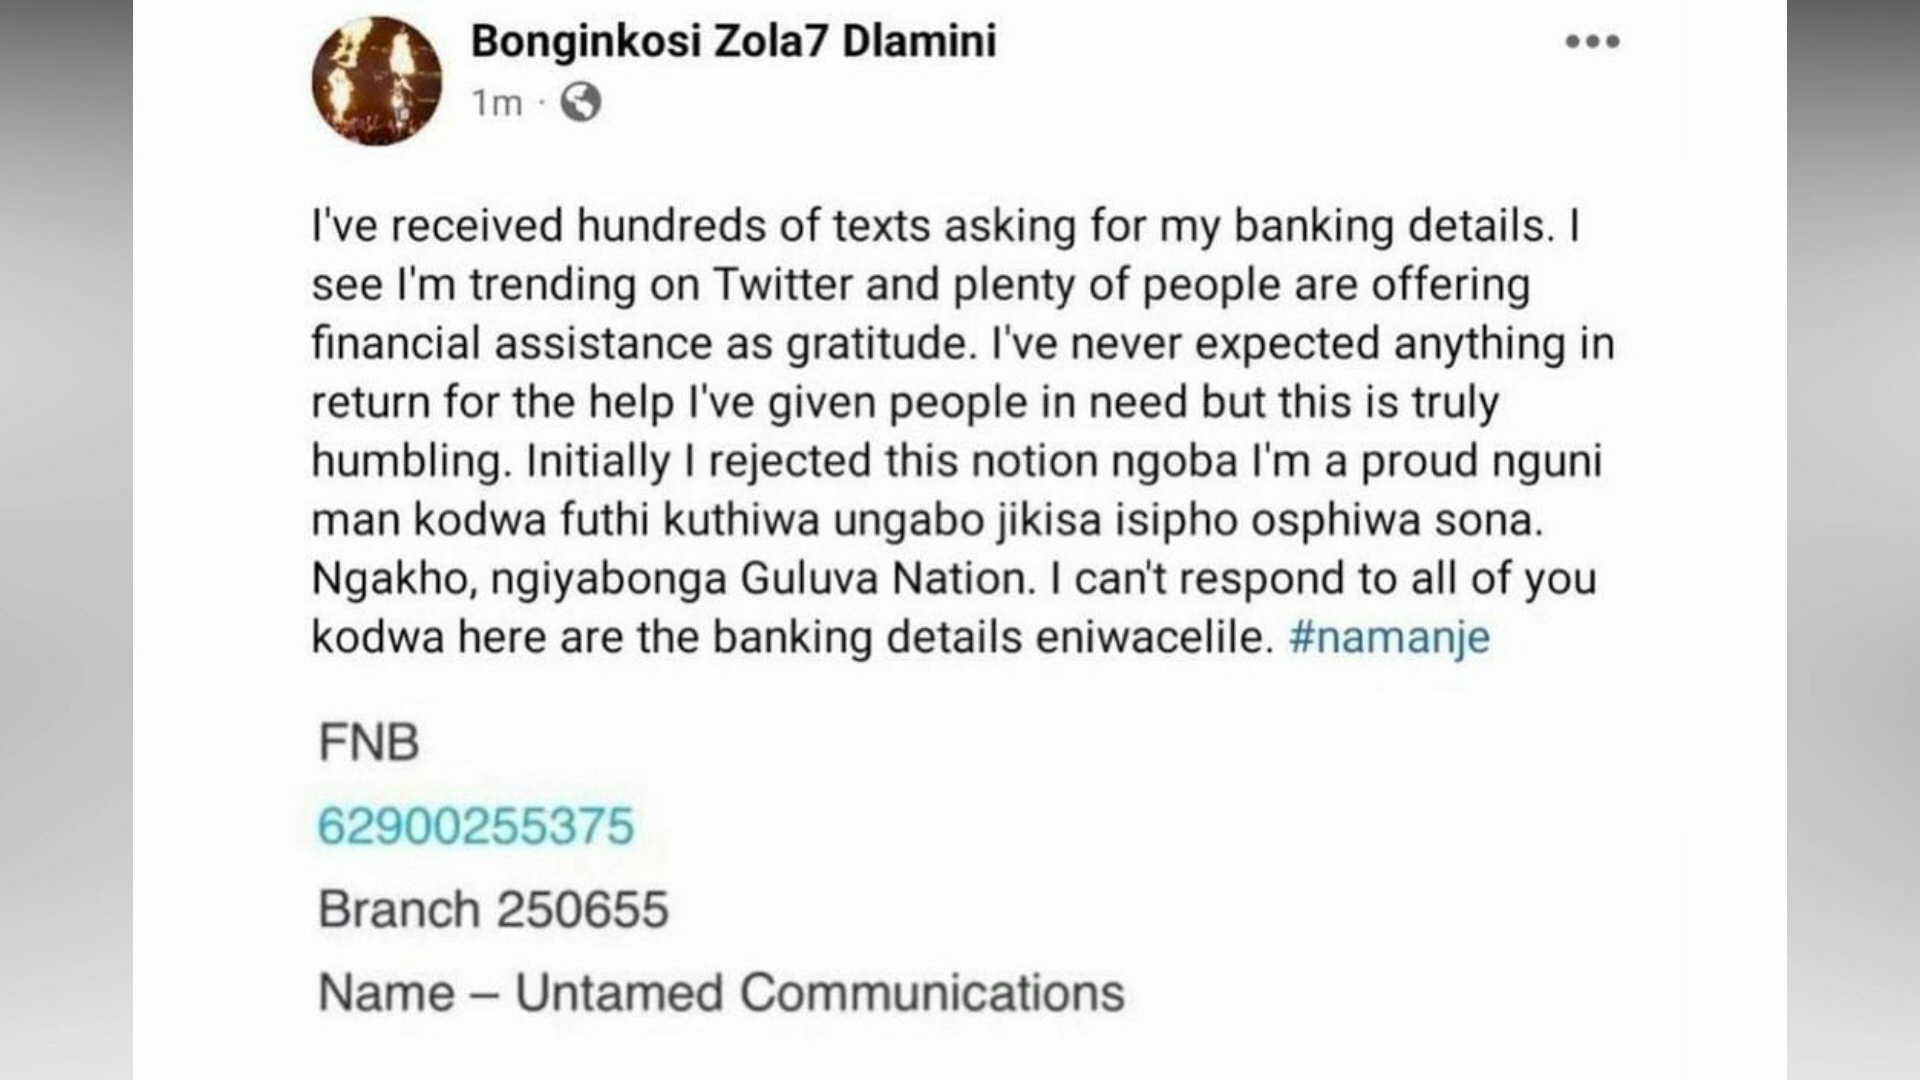 Bonginkosi Zola7 Dlamini
1m ·
I've received hundreds of texts asking for my banking details. I
see I'm trending on Twitter and plenty of people are offering
financial assistance as gratitude. I've never expected anything in
return for the help I've given people in need but this is truly
humbling. Initially I rejected this notion ngoba I'm a proud nguni
man kodwa futhi kuthiwa ungabo jikisa isipho osphiwa sona.
Ngakho, ngiyabonga Guluva Nation. I can't respond to all of you
kodwa here are the banking details eniwacelile. #namanje
FNB
62900255375
Branch 250655
Name – Untamed Communications